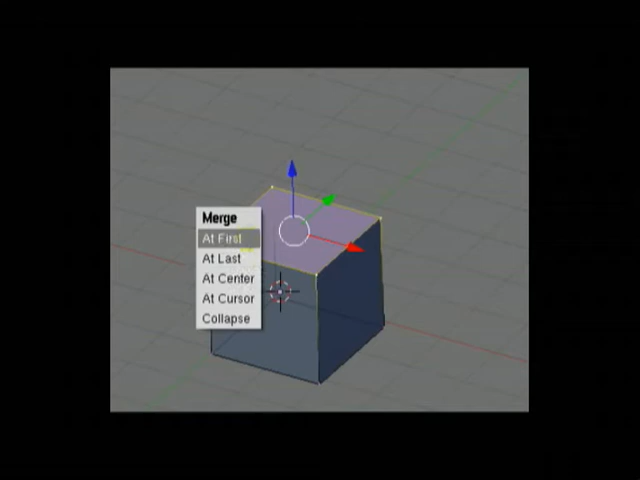 Merge
At First
At Last
At Center
At Cursor
Collapse